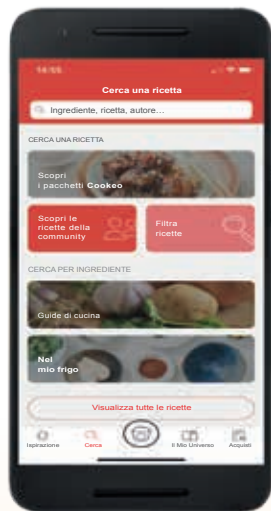 14:55
Cerca una ricetta
Ingrediente, ricetta, autore…
CERCA UNA RICETTA
Scopri
i pacchetti Cookeo
Scopri le
ricette della
community
Filtra
ricette
CERCA PER INGREDIENTE
Guide di cucina
Nel
mio frigo
Visualizza tutte le ricette
Ispirazione Cerca Il Mio Universo Acquisti